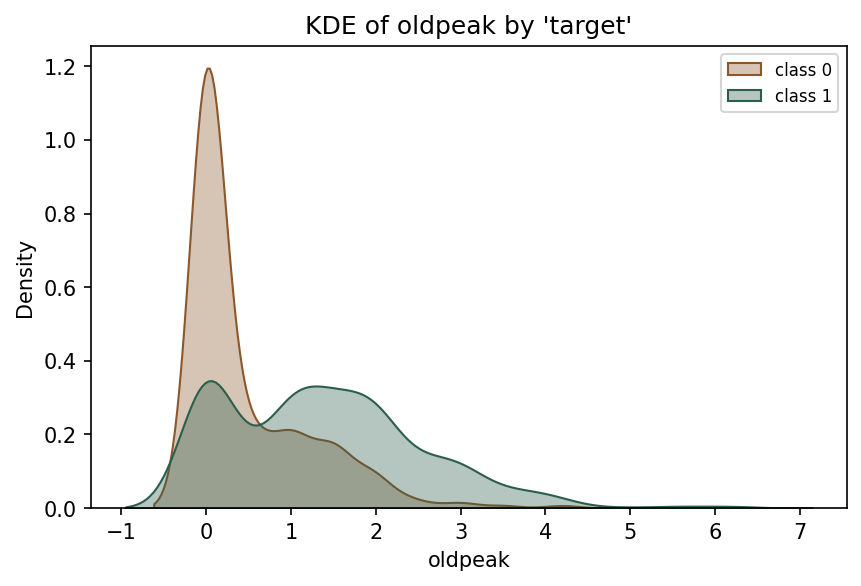 KDE of oldpeak by 'target'
class 0
class 1
Density
1.2
1.0
0.8
0.6
0.4
0.2
0.0
−1 0 1 2 3 4 5 6 7
oldpeak